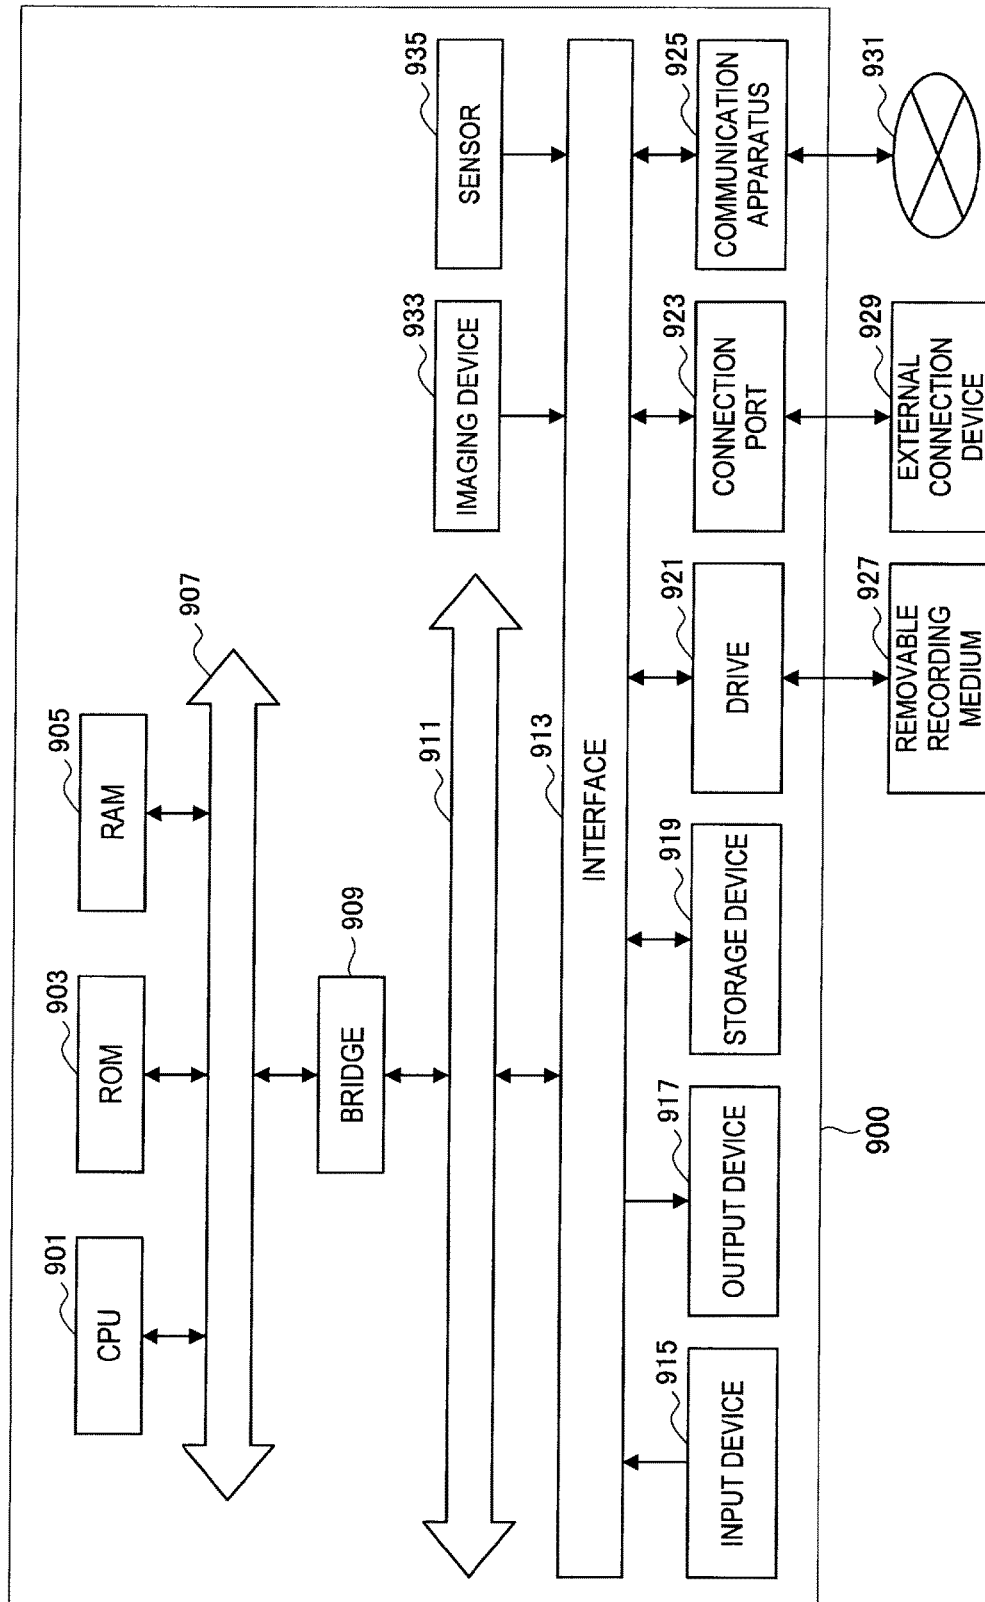 901
CPU
903
ROM
905
RAM
907
909
BRIDGE
911
933
IMAGING DEVICE
935
SENSOR
913
INTERFACE
915
INPUT DEVICE
917
OUTPUT DEVICE
919
STORAGE DEVICE
921
DRIVE
923
CONNECTION
PORT
925
COMMUNICATION
APPARATUS
900
927
REMOVABLE
RECORDING
MEDIUM
929
EXTERNAL
CONNECTION
DEVICE
931